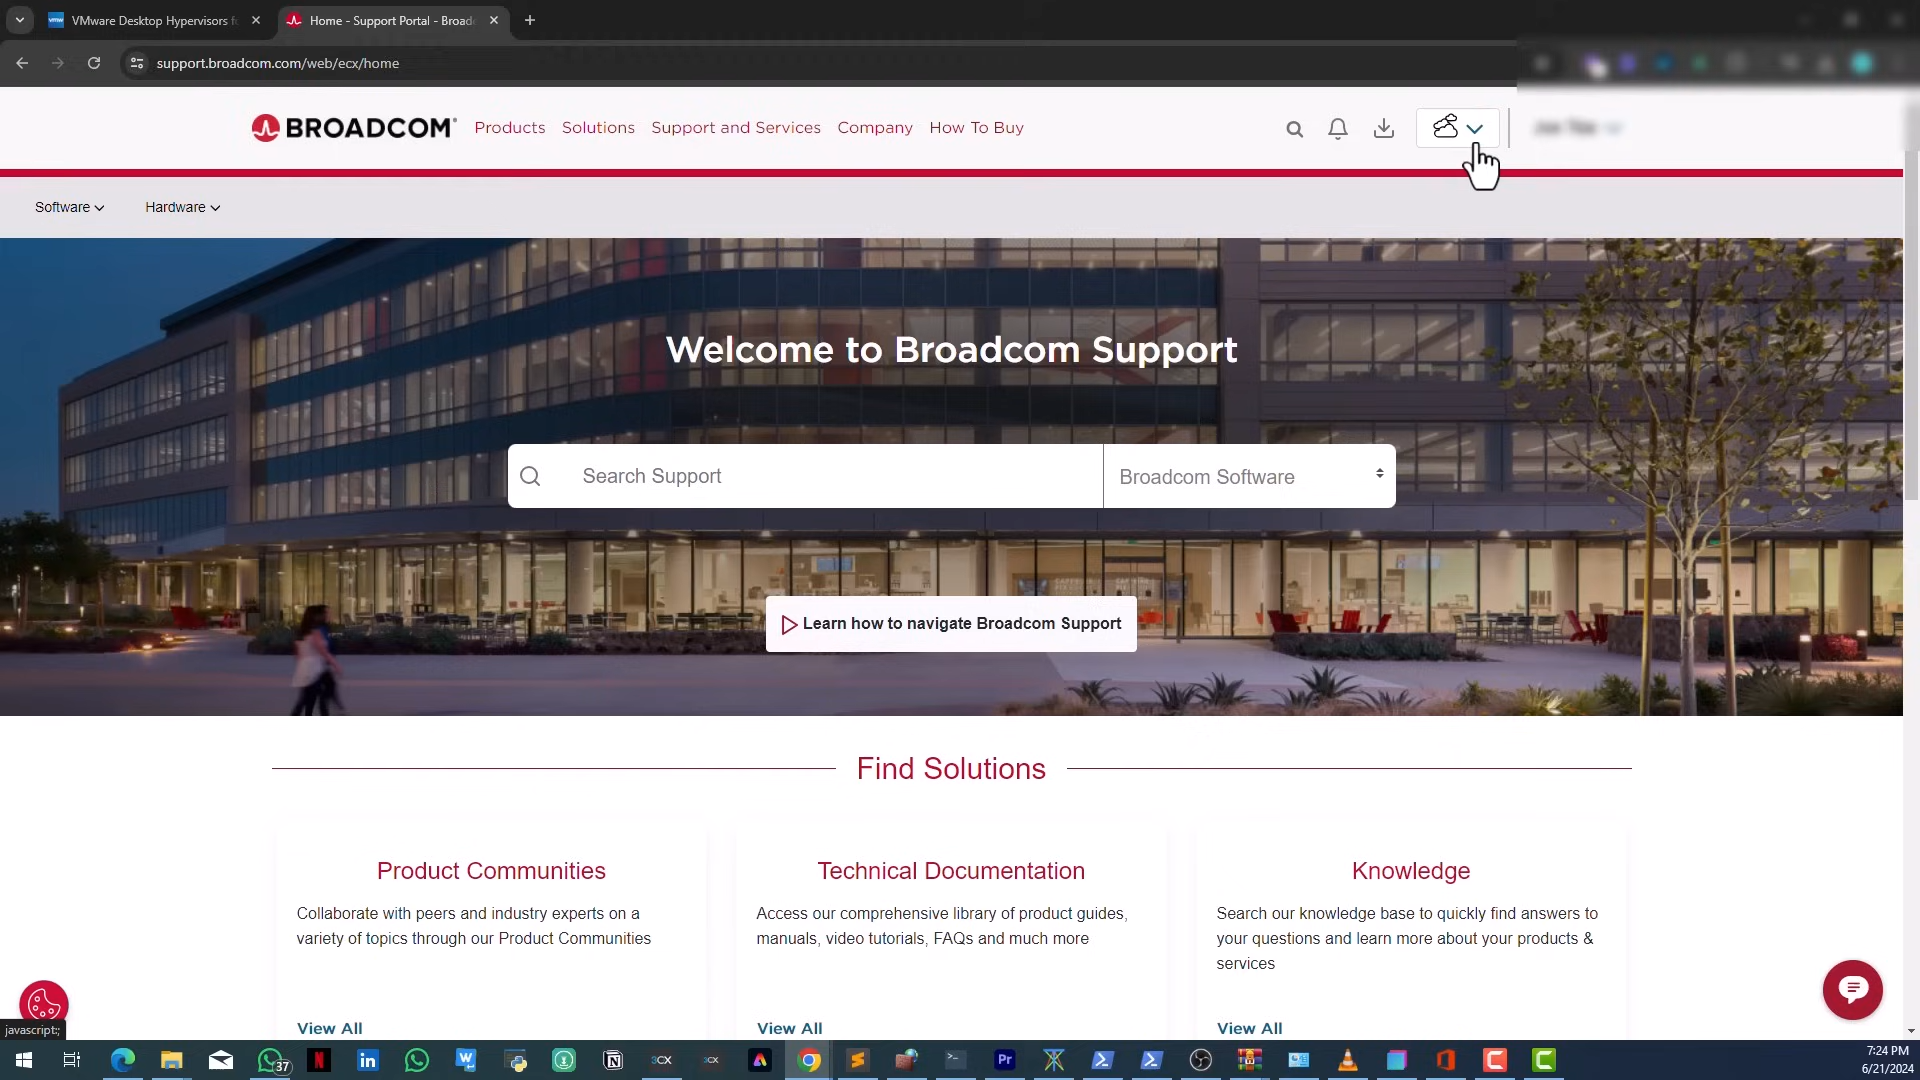 VMware Desktop Hypervisors f
Home - Support Portal - Broad
support.broadcom.com/web/ecx/home
BROADCOM
Products
Solutions
Support and Services
Company
How To Buy
Software
Hardware
Welcome to Broadcom Support
Search Support
Broadcom Software
Learn how to navigate Broadcom Support
Find Solutions
Product Communities
Collaborate with peers and industry experts on a
variety of topics through our Product Communities
View All
Technical Documentation
Access our comprehensive library of product guides,
manuals, video tutorials, FAQs and much more
View All
Knowledge
Search our knowledge base to quickly find answers to
your questions and learn more about your products &
services
View All
javascript:;
37
3CX
3CX
Pr
7:24 PM
6/21/2024